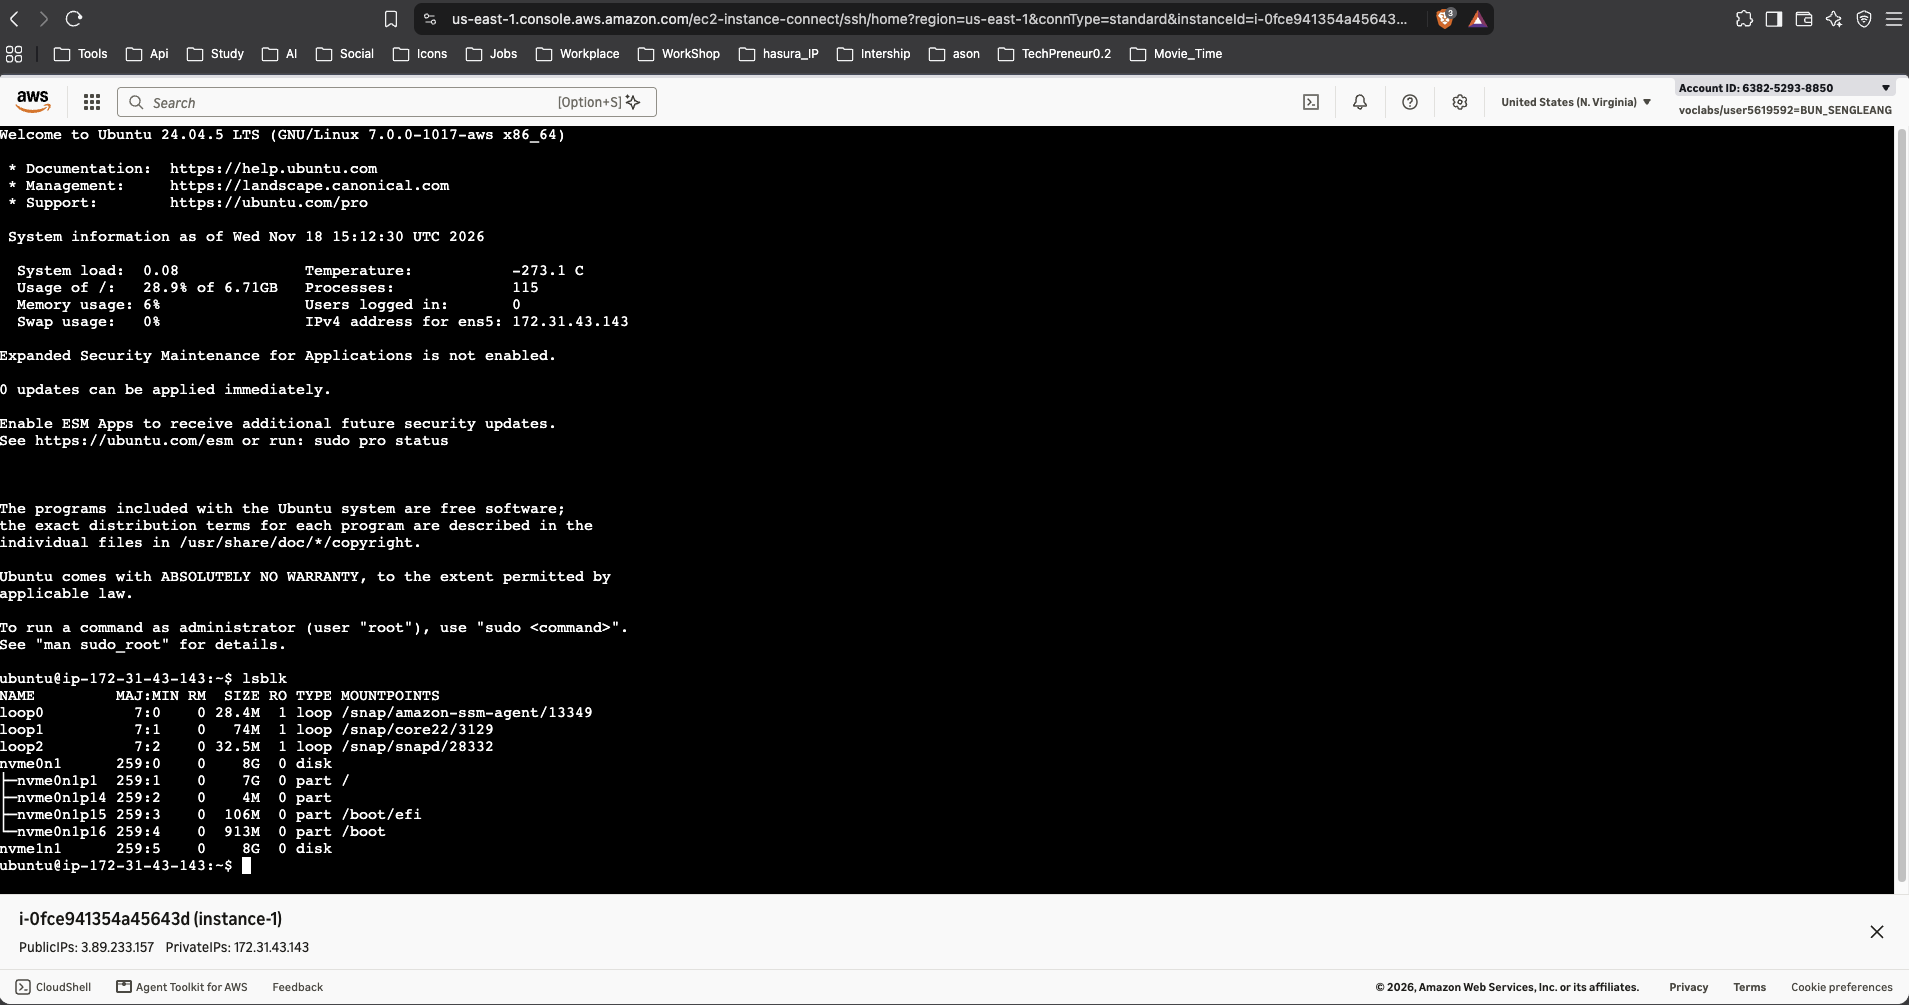 us-east-1.console.aws.amazon.com/ec2-instance-connect/ssh/home?region=us-east-1&connType=standard&instanceId=i-0fce941354a45643... 3
Tools Api Study AI Social Icons Jobs Workplace WorkShop hasura_IP Intership ason TechPreneur0.2 Movie_Time
aws Search [Option+S] United States (N. Virginia) Account ID: 6382-5293-8850
voclabs/user5619592=BUN_SENGLEANG
Welcome to Ubuntu 24.04.5 LTS (GNU/Linux 7.0.0-1017-aws x86_64)
* Documentation: https://help.ubuntu.com
* Management: https://landscape.canonical.com
* Support: https://ubuntu.com/pro
System information as of Wed Nov 18 15:12:30 UTC 2026
System load: 0.08 Temperature: -273.1 C
Usage of /: 28.9% of 6.71GB Processes: 115
Memory usage: 6% Users logged in: 0
Swap usage: 0% IPv4 address for ens5: 172.31.43.143
Expanded Security Maintenance for Applications is not enabled.
0 updates can be applied immediately.
Enable ESM Apps to receive additional future security updates.
See https://ubuntu.com/esm or run: sudo pro status
The programs included with the Ubuntu system are free software;
the exact distribution terms for each program are described in the
individual files in /usr/share/doc/*/copyright.
Ubuntu comes with ABSOLUTELY NO WARRANTY, to the extent permitted by
applicable law.
To run a command as administrator (user "root"), use "sudo <command>".
See "man sudo_root" for details.
ubuntu@ip-172-31-43-143:~$ lsblk
NAME MAJ:MIN RM SIZE RO TYPE MOUNTPOINTS
loop0 7:0 0 28.4M 1 loop /snap/amazon-ssm-agent/13349
loop1 7:1 0 74M 1 loop /snap/core22/3129
loop2 7:2 0 32.5M 1 loop /snap/snapd/28332
nvme0n1 259:0 0 8G 0 disk
├─nvme0n1p1 259:1 0 7G 0 part /
├─nvme0n1p14 259:2 0 4M 0 part
├─nvme0n1p15 259:3 0 106M 0 part /boot/efi
└─nvme0n1p16 259:4 0 913M 0 part /boot
nvme1n1 259:5 0 8G 0 disk
ubuntu@ip-172-31-43-143:~$
i-0fce941354a45643d (instance-1)
PublicIPs: 3.89.233.157 PrivateIPs: 172.31.43.143
CloudShell Agent Toolkit for AWS Feedback © 2026, Amazon Web Services, Inc. or its affiliates. Privacy Terms Cookie preferences